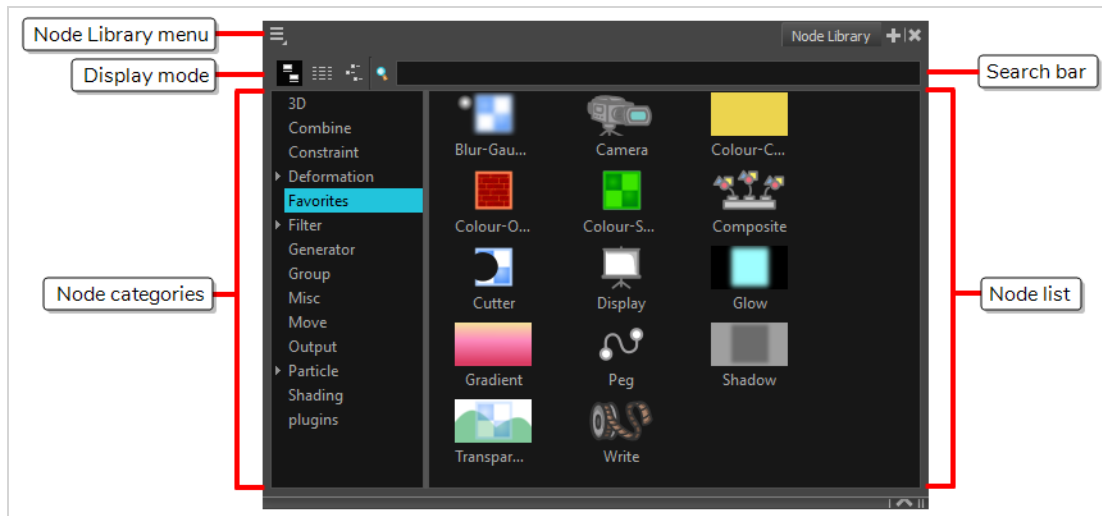 Node Library menu
Node Library
Display mode
Search bar
3D
Combine
Constraint
Deformation
Favorites
Filter
Generator
Group
Misc
Move
Output
Particle
Shading
plugins
Node categories
Blur-Gau...
Camera
Colour-C...
Colour-O...
Colour-S...
Composite
Cutter
Display
Glow
Gradient
Peg
Shadow
Transpar...
Write
Node list